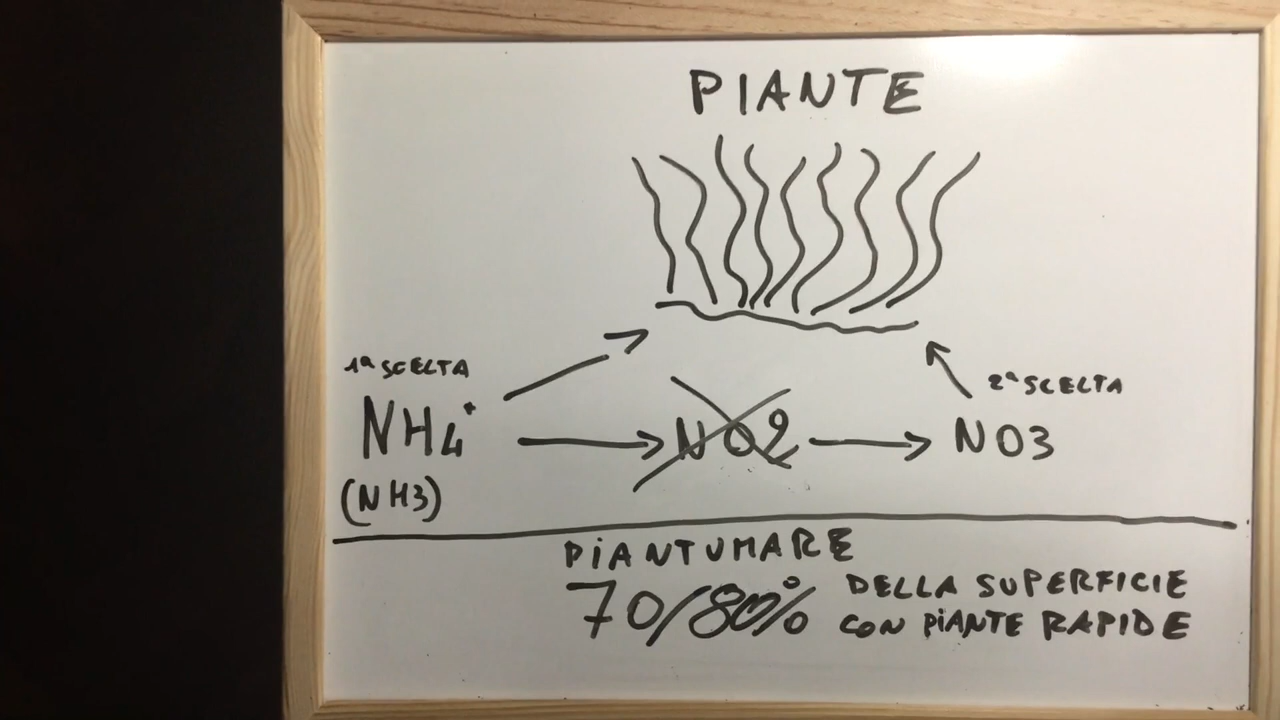 PIANTE
1ª SCELTA
2ª SCELTA
NH4+ NO2 NO3
(NH3)
PIANTUMARE
70/80% DELLA SUPERFICIE
CON PIANTE RAPIDE